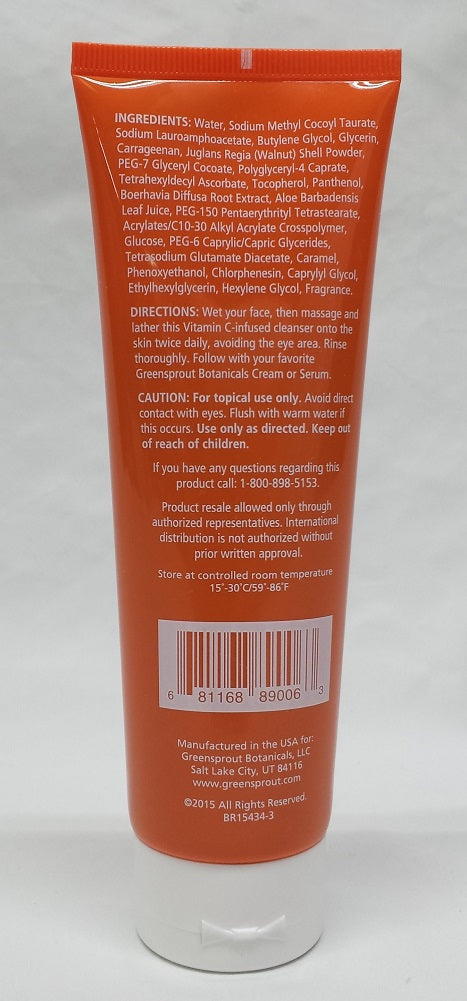 INGREDIENTS: Water, Sodium Methyl Cocoyl Taurate,
Sodium Lauroamphoacetate, Butylene Glycol, Glycerin,
Carrageenan, Juglans Regia (Walnut) Shell Powder,
PEG-7 Glyceryl Cocoate, Polyglyceryl-4 Caprate,
Tetrahexyldecyl Ascorbate, Tocopherol, Panthenol,
Boerhavia Diffusa Root Extract, Aloe Barbadensis
Leaf Juice, PEG-150 Pentaerythrityl Tetrastearate,
Acrylates/C10-30 Alkyl Acrylate Crosspolymer,
Glucose, PEG-6 Caprylic/Capric Glycerides,
Tetrasodium Glutamate Diacetate, Caramel,
Phenoxyethanol, Chlorphenesin, Caprylyl Glycol,
Ethylhexylglycerin, Hexylene Glycol, Fragrance.
DIRECTIONS: Wet your face, then massage and
lather this Vitamin C-infused cleanser onto the
skin twice daily, avoiding the eye area. Rinse
thoroughly. Follow with your favorite
Greensprout Botanicals Cream or Serum.
CAUTION: For topical use only. Avoid direct
contact with eyes. Flush with warm water if
this occurs. Use only as directed. Keep out
of reach of children.
If you have any questions regarding this
product call: 1-800-898-5153.
Product resale allowed only through
authorized representatives. International
distribution is not authorized without
prior written approval.
Store at controlled room temperature
15°-30°C/59°-86°F
6 81168 89006 3
Manufactured in the USA for:
Greensprout Botanicals, LLC
Salt Lake City, UT 84116
www.greensprout.com
©2015 All Rights Reserved.
BR15434-3